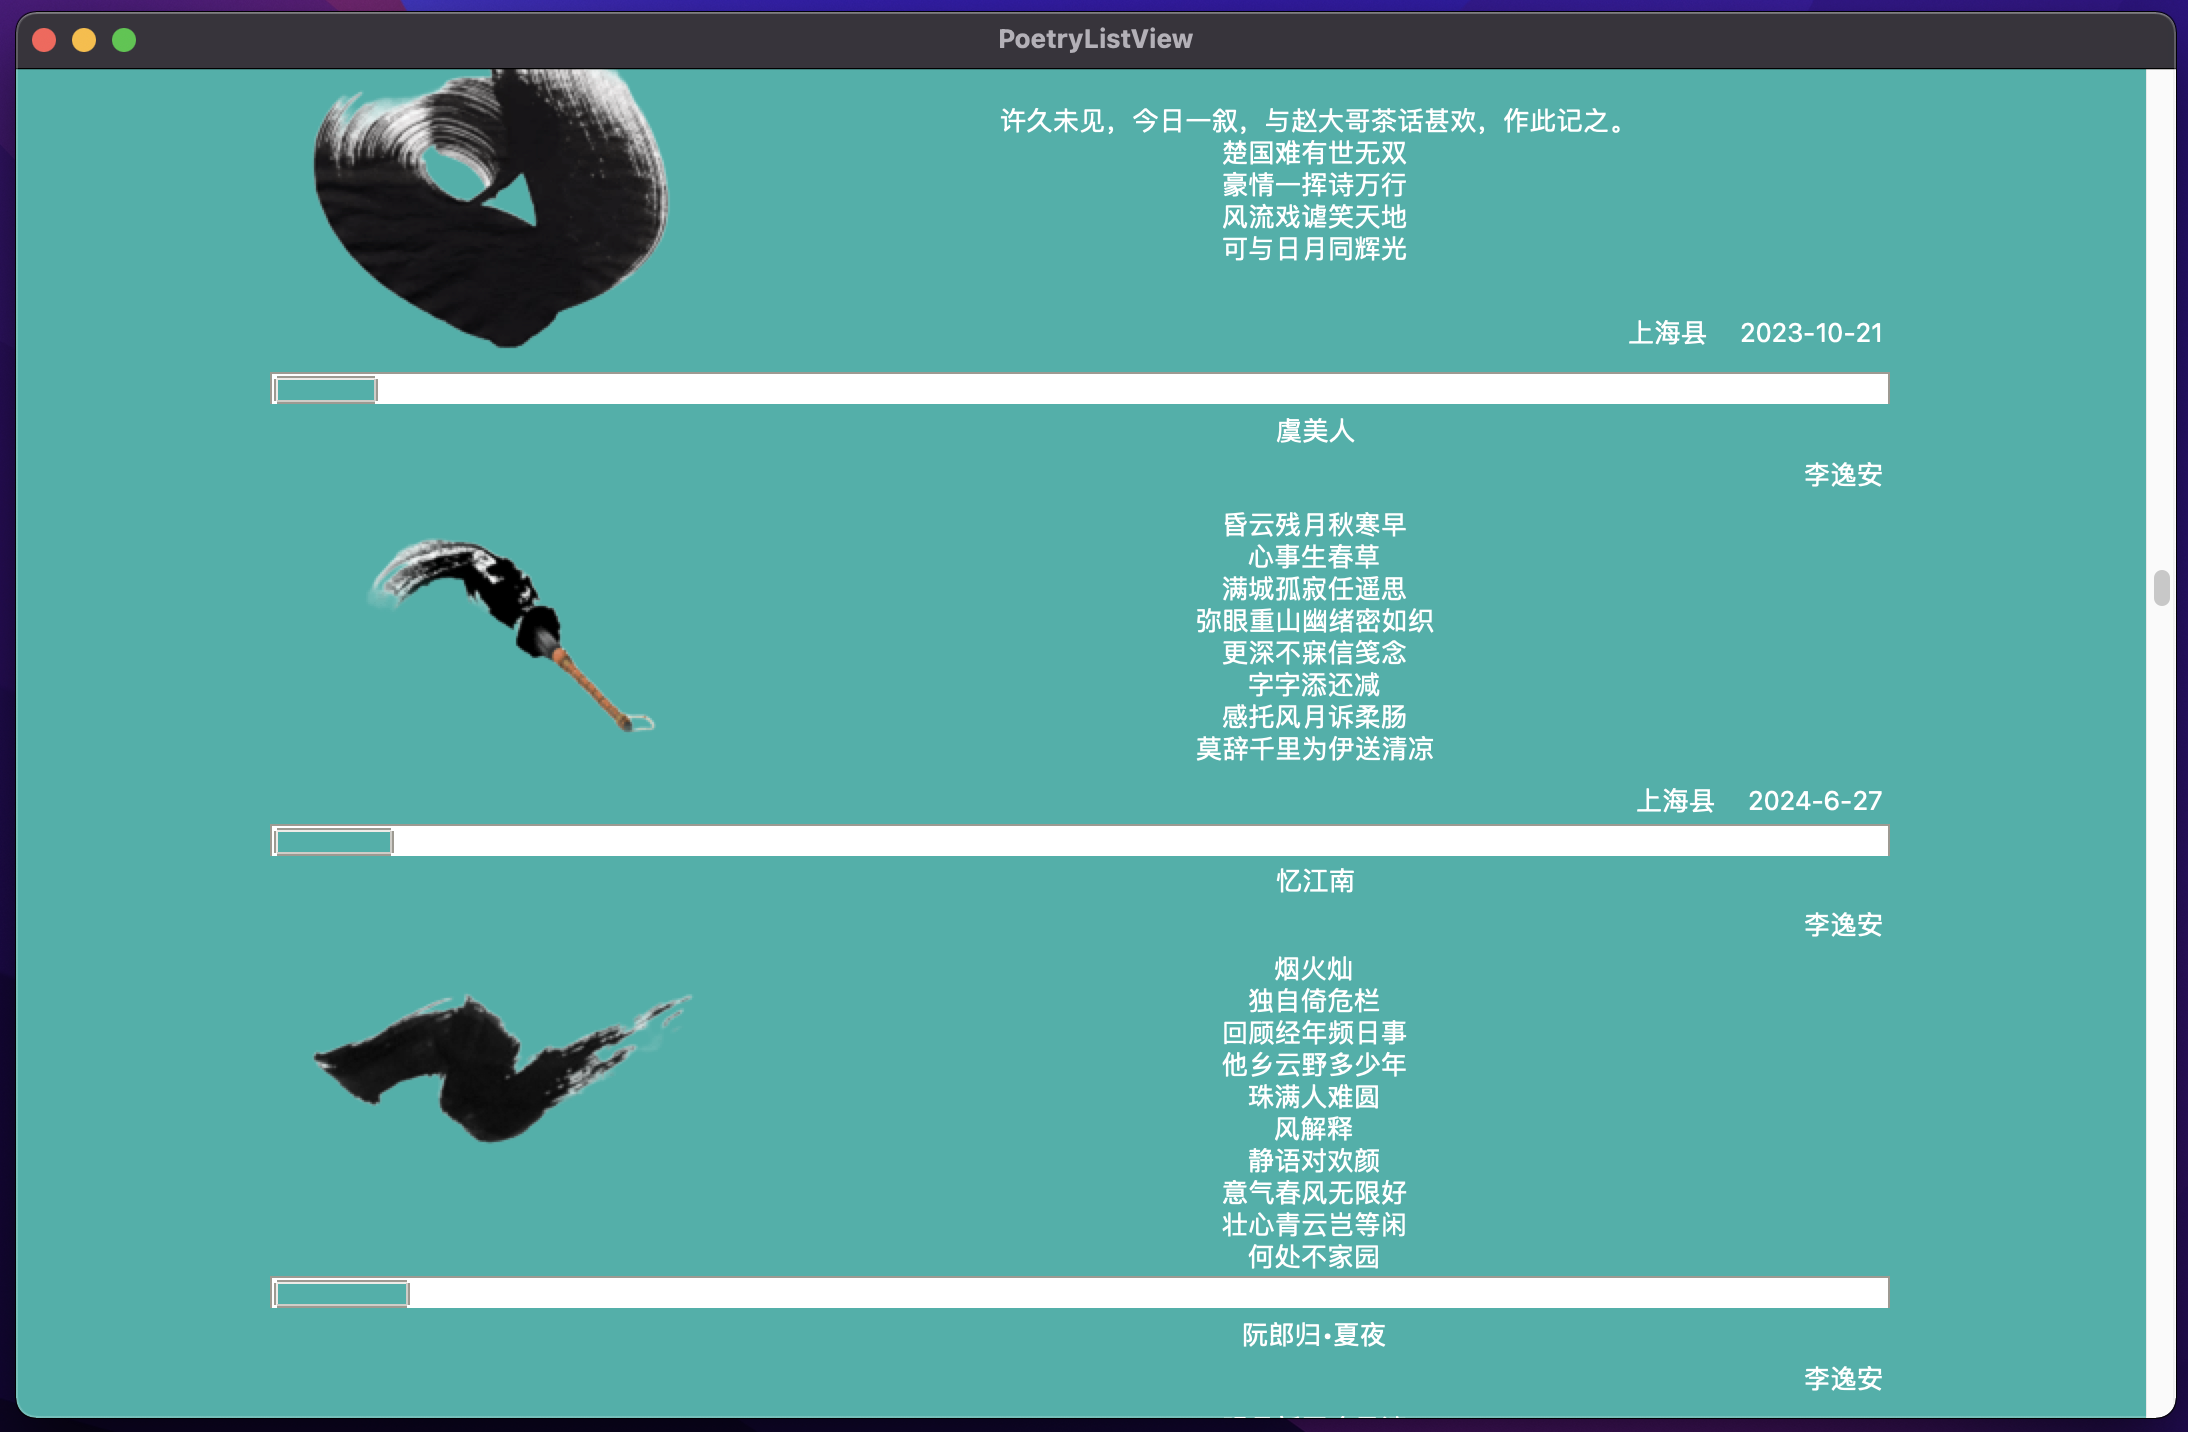 PoetryListView
许久未见，今日一叙，与赵大哥茶话甚欢，作此记之。
楚国难有世无双
豪情一挥诗万行
风流戏谑笑天地
可与日月同辉光
上海县 2023-10-21
虞美人
李逸安
昏云残月秋寒早
心事生春草
满城孤寂任遥思
弥眼重山幽绪密如织
更深不寐信笺念
字字添还减
感托风月诉柔肠
莫辞千里为伊送清凉
上海县 2024-6-27
忆江南
李逸安
烟火灿
独自倚危栏
回顾经年频日事
他乡云野多少年
珠满人难圆
风解释
静语对欢颜
意气春风无限好
壮心青云岂等闲
何处不家园
阮郎归·夏夜
李逸安